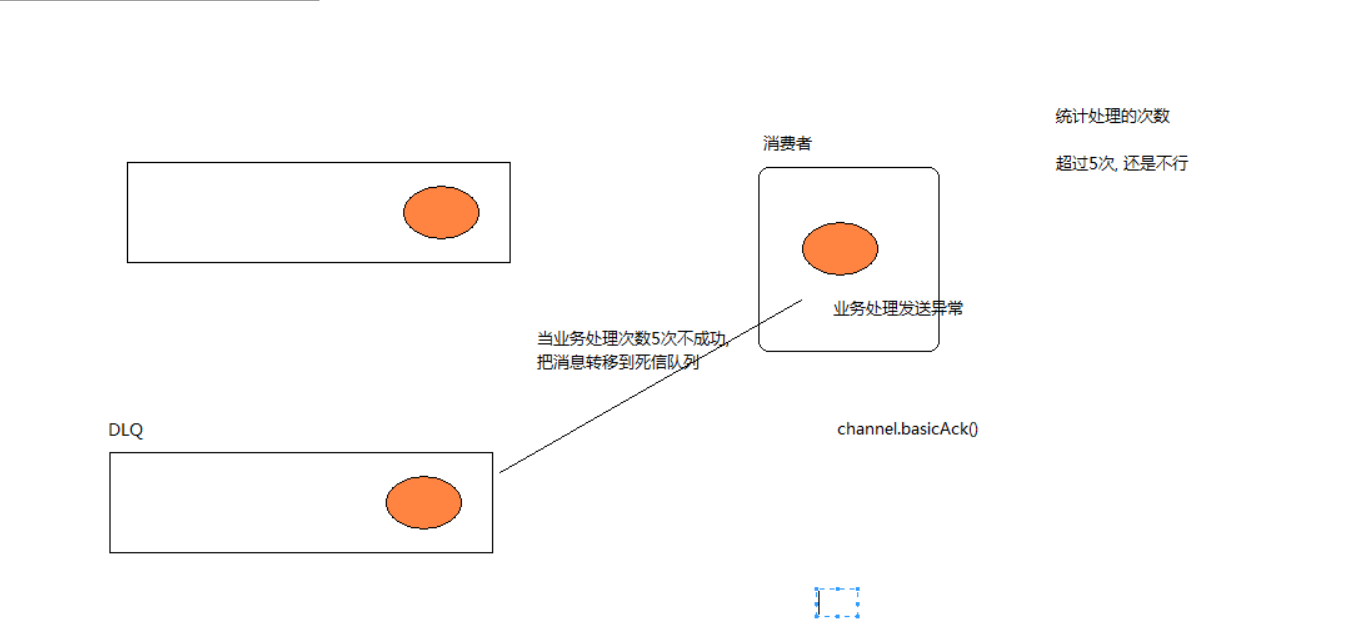 统计处理的次数
消费者
超过5次, 还是不行
业务处理发送异常
当业务处理次数5次不成功,
把消息转移到死信队列
DLQ
channel.basicAck()